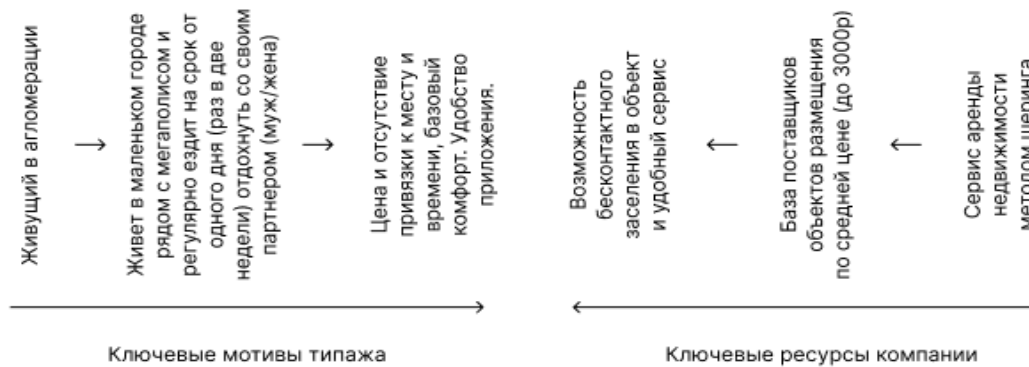 Живущий в агломерации
Живет в маленьком городе
рядом с мегаполисом и
регулярно ездит на срок от
одного дня (раз в две
недели) отдохнуть со своим
партнером (муж/жена)
Цена и отсутствие
привязки к месту и
времени, базовый
комфорт. Удобство
приложения.
Возможность
бесконтактного
заселения в объект
и удобный сервис
База поставщиков
объектов размещения
по средней цене (до 3000р)
Сервис аренды
недвижимости
методом шеринга
Ключевые мотивы типажа
Ключевые ресурсы компании